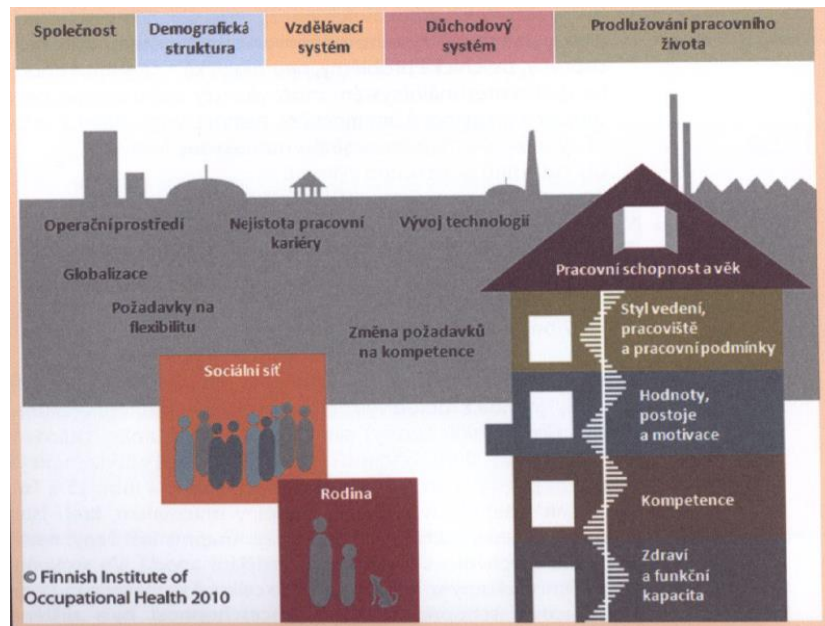 Společnost
Demografická
struktura
Vzdělávací
systém
Důchodový
systém
Prodlužování pracovního
života
Operační prostředí
Nejistota pracovní
kariéry
Vývoj technologií
Globalizace
Požadavky na
flexibilitu
Změna požadavků
na kompetence
Sociální síť
Rodina
Pracovní schopnost a věk
Styl vedení,
pracoviště
a pracovní podmínky
Hodnoty,
postoje
a motivace
Kompetence
Zdraví
a funkční
kapacita
© Finnish Institute of
Occupational Health 2010